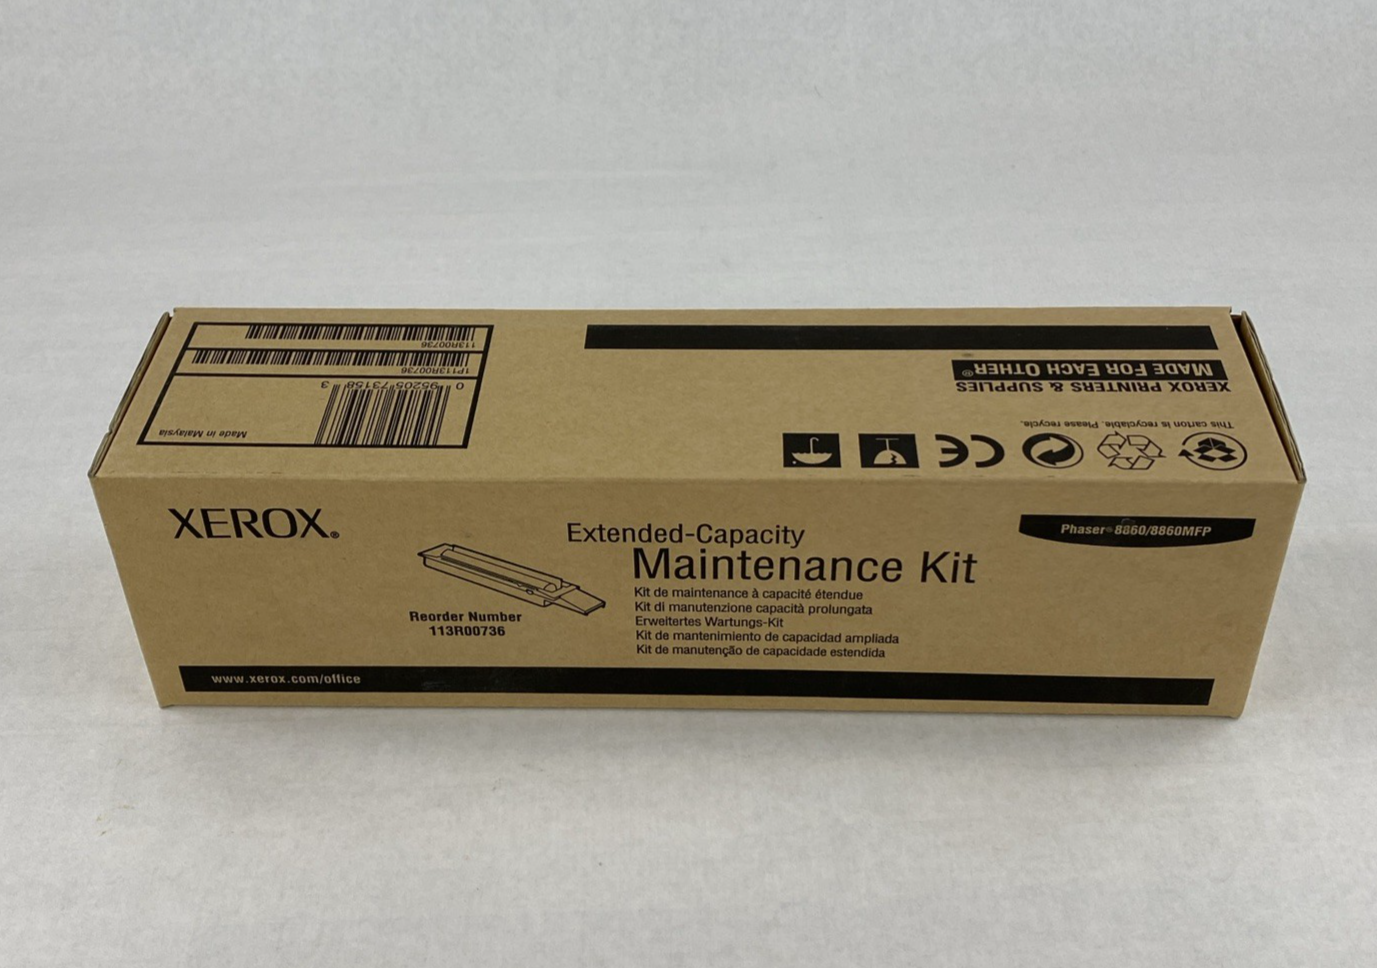 113R00736
1P113R00736
0 95205 73158 3
Made in Malaysia
XEROX PRINTERS & SUPPLIES
MADE FOR EACH OTHER®
This carton is recyclable. Please recycle.
CE
XEROX®
Extended-Capacity
Maintenance Kit
Phaser® 8860/8860MFP
Kit de maintenance à capacité étendue
Kit di manutenzione capacità prolungata
Erweitertes Wartungs-Kit
Kit de mantenimiento de capacidad ampliada
Kit de manutenção de capacidade estendida
Reorder Number
113R00736
www.xerox.com/office